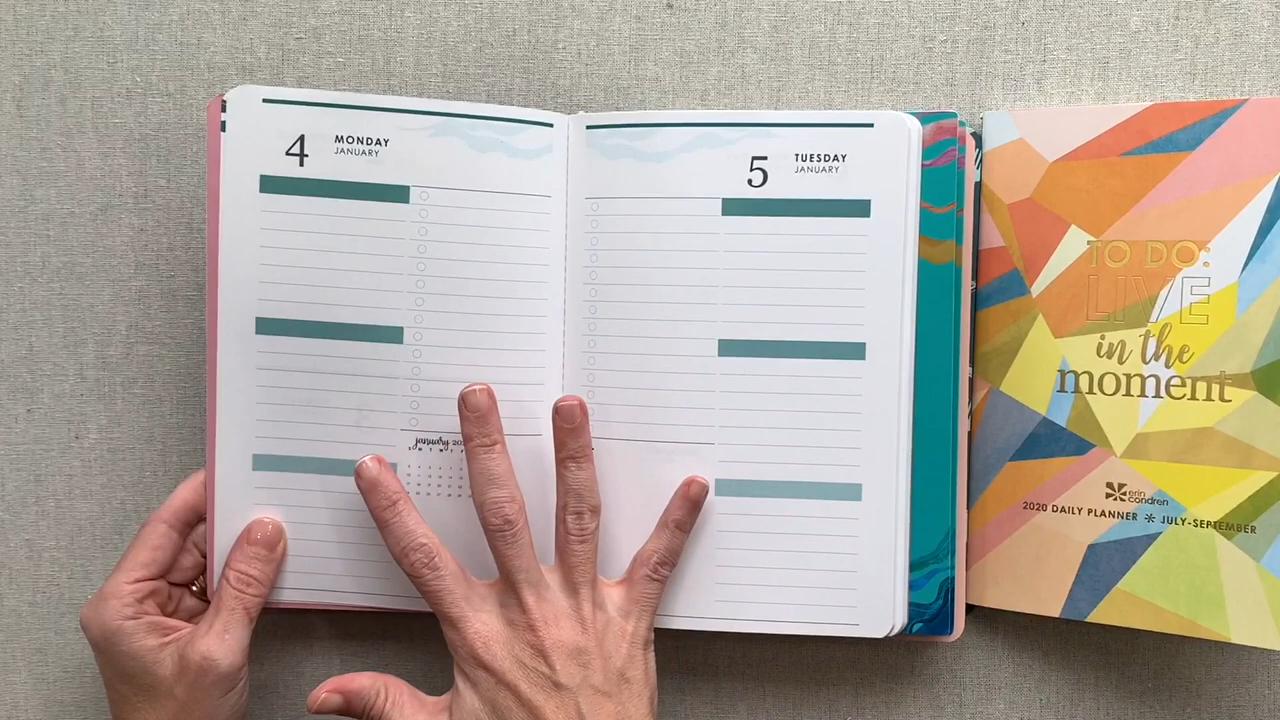 4
MONDAY
JANUARY
5
TUESDAY
JANUARY
january
TO DO:
LIVE
in the
moment
erin
condren
2020 DAILY PLANNER * JULY-SEPTEMBER